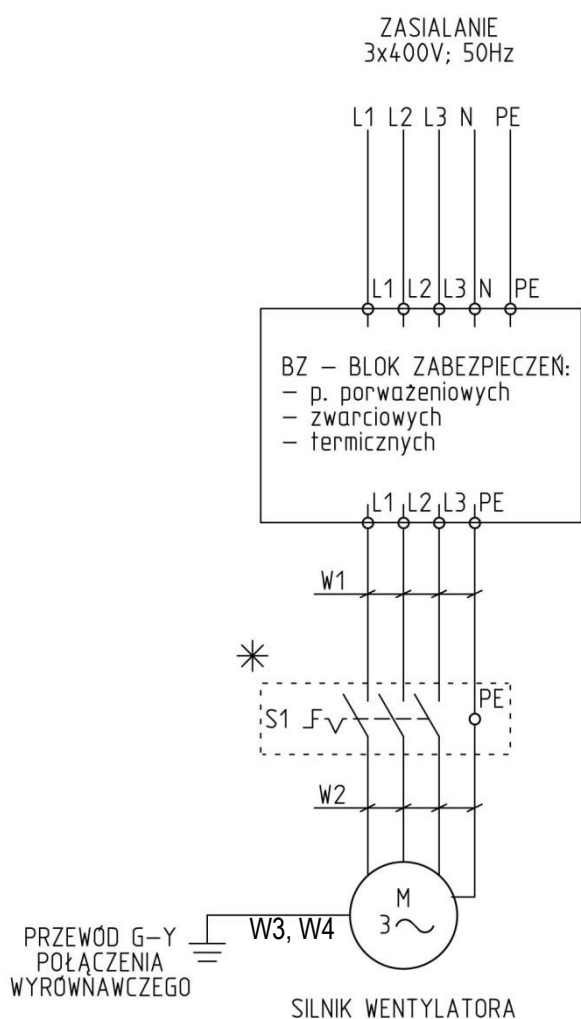 ZASIALANIE
3x400V; 50Hz
L1 L2 L3 N PE
L1 L2 L3 N PE
BZ – BLOK ZABEZPIECZEŃ:
– p. porważeniowych
– zwarciowych
– termicznych
L1 L2 L3 PE
W1
PE
S1
W2
M
3
W3, W4
PRZEWÓD G–Y
POŁĄCZENIA
WYRÓWNAWCZEGO
SILNIK WENTYLATORA